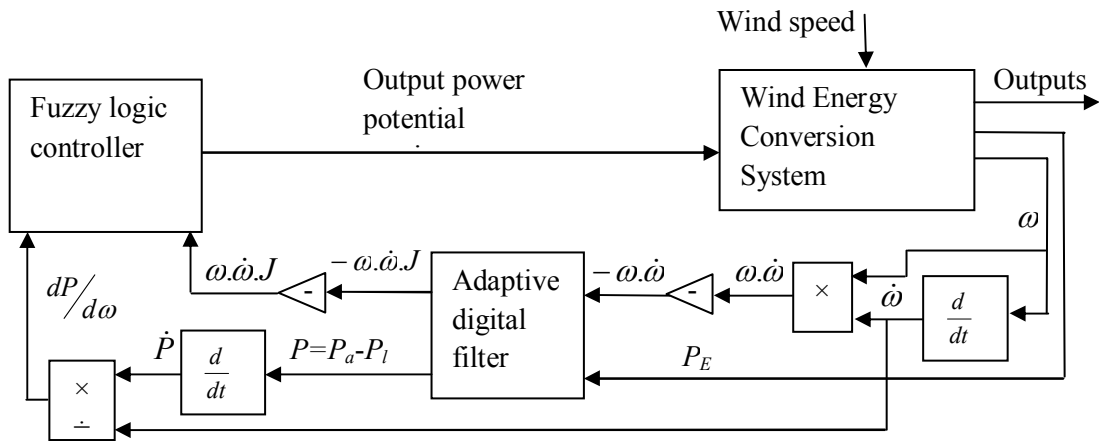 Wind speed
Fuzzy logic
controller
Output power
potential
Wind Energy
Conversion
System
Outputs
ω
dP/dω
ω.ω̇.J
-
− ω.ω̇.J
Adaptive
digital
filter
− ω.ω̇
-
ω.ω̇
×
ω̇
d
dt
Ṗ
d
dt
P=Pa-Pl
PE
×
÷